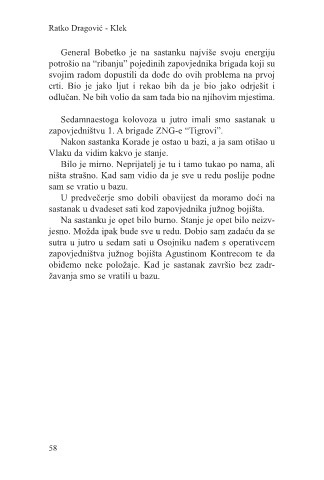 Ratko Dragović - Klek
General Bobetko je na sastanku najviše svoju energiju
potrošio na “ribanju” pojedinih zapovjednika brigada koji su
svojim radom dopustili da dođe do ovih problema na prvoj
crti. Bio je jako ljut i rekao bih da je bio jako odrješit i
odlučan. Ne bih volio da sam tada bio na njihovim mjestima.
Sedamnaestoga kolovoza u jutro imali smo sastanak u
zapovjedništvu 1. A brigade ZNG-e “Tigrovi”.
Nakon sastanka Korade je ostao u bazi, a ja sam otišao u
Vlaku da vidim kakvo je stanje.
Bilo je mirno. Neprijatelj je tu i tamo tukao po nama, ali
ništa strašno. Kad sam vidio da je sve u redu poslije podne
sam se vratio u bazu.
U predvečerje smo dobili obavijest da moramo doći na
sastanak u dvadeset sati kod zapovjednika južnog bojišta.
Na sastanku je opet bilo burno. Stanje je opet bilo neizv-
jesno. Možda ipak bude sve u redu. Dobio sam zadaću da se
sutra u jutro u sedam sati u Osojniku nađem s operativcem
zapovjedništva južnog bojišta Agustinom Kontrecom te da
obiđemo neke položaje. Kad je sastanak završio bez zadr-
žavanja smo se vratili u bazu.
58